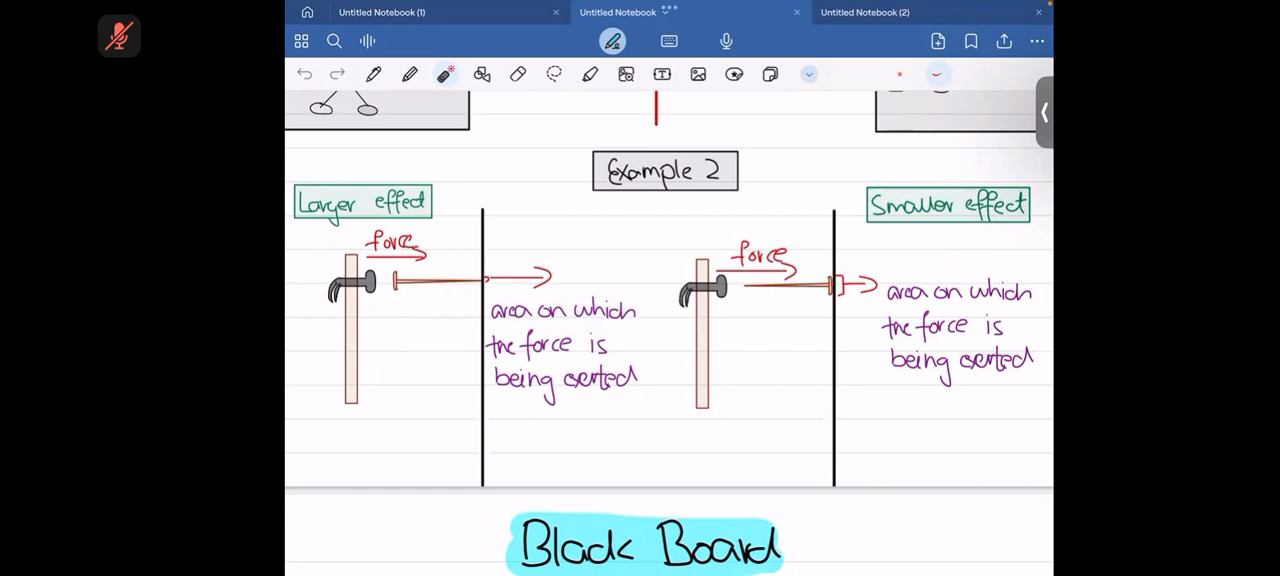 Untitled Notebook (1)
Untitled Notebook
Untitled Notebook (2)
Example 2
Larger effect
Smaller effect
force
force
area on which
the force is
being exerted
area on which
the force is
being exerted
Black Board